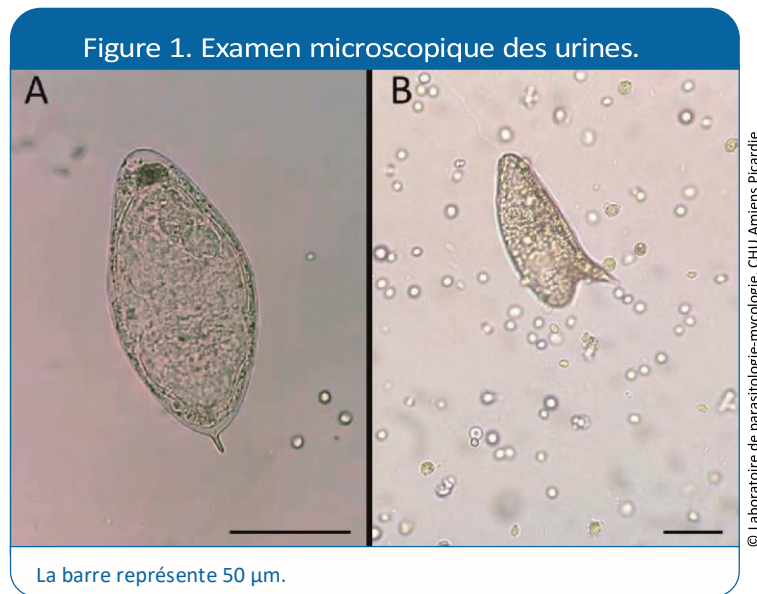 Figure 1. Examen microscopique des urines.
A
B
© Laboratoire de parasitologie-mycologie, CHU Amiens Picardie
La barre représente 50 µm.